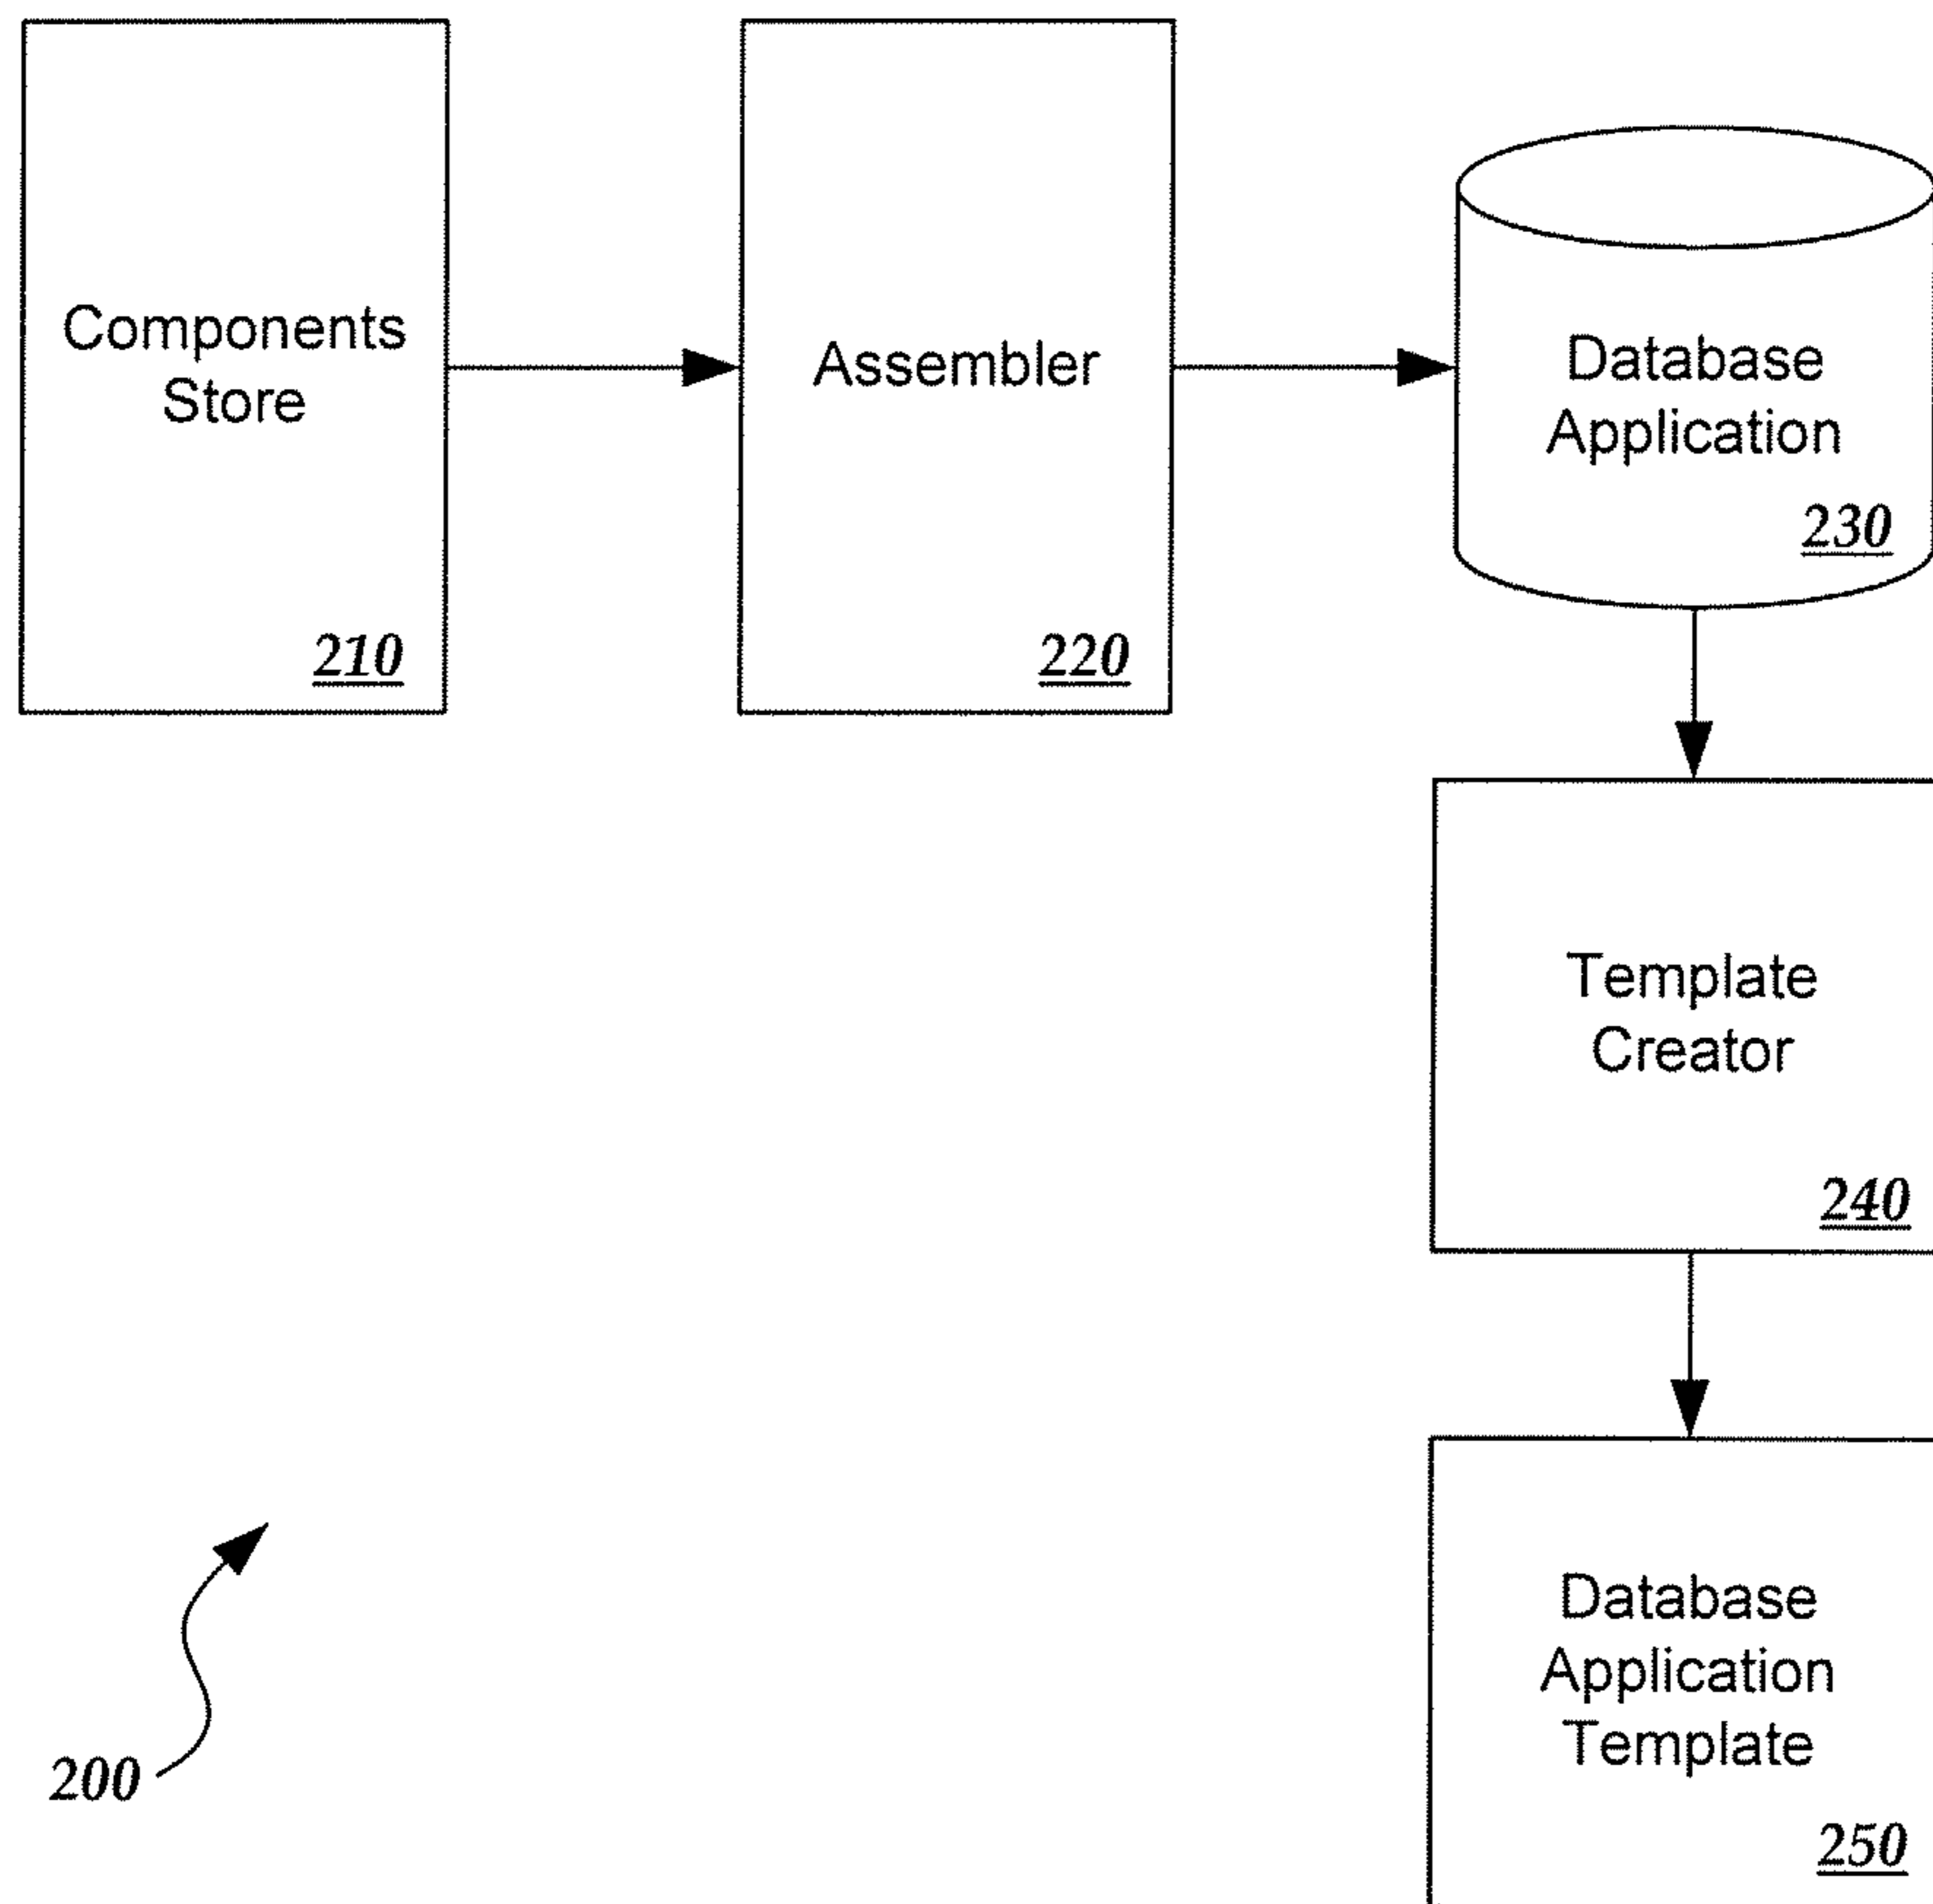 Components
Store
210
Assembler
220
Database
Application
230
Template
Creator
240
Database
Application
Template
250
200